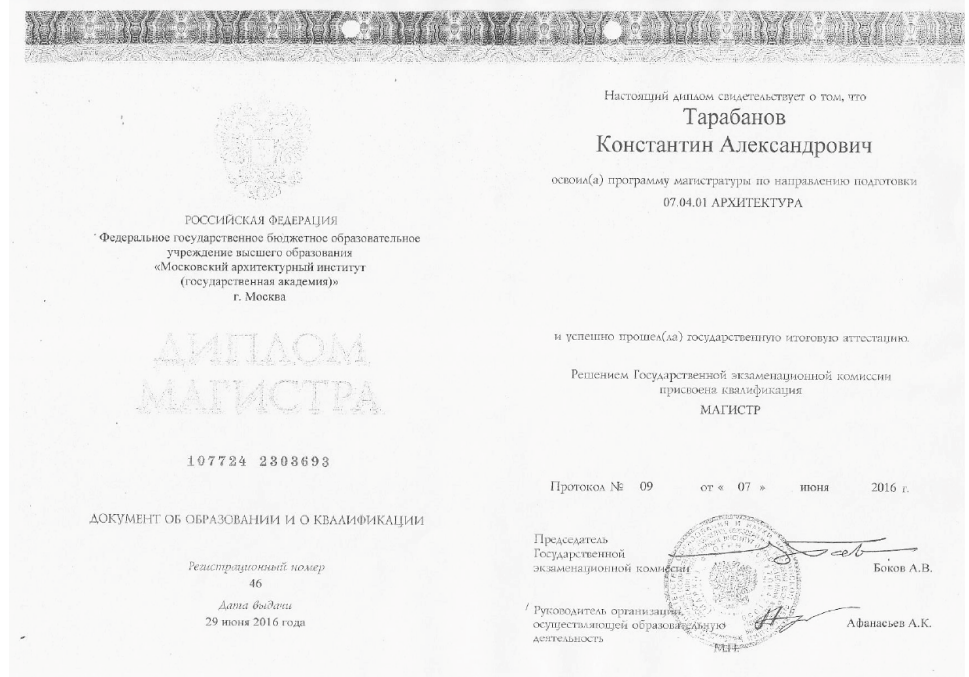 РОССИЙСКАЯ ФЕДЕРАЦИЯ
Федеральное государственное бюджетное образовательное
учреждение высшего образования
«Московский архитектурный институт
(государственная академия)»
г. Москва
ДИПЛОМ
МАГИСТРА
107724 2303693
ДОКУМЕНТ ОБ ОБРАЗОВАНИИ И О КВАЛИФИКАЦИИ
Регистрационный номер
46
Дата выдачи
29 июня 2016 года
Настоящий диплом свидетельствует о том, что
Тарабанов
Константин Александрович
освоил(а) программу магистратуры по направлению подготовки
07.04.01 АРХИТЕКТУРА
и успешно прошел(ла) государственную итоговую аттестацию.
Решением Государственной экзаменационной комиссии
присвоена квалификация
МАГИСТР
Протокол № 09 от « 07 » июня 2016 г.
Председатель
Государственной
экзаменационной комиссии
Боков А.В.
Руководитель организации,
осуществляющей образовательную
деятельность
Афанасьев А.К.
М.П.